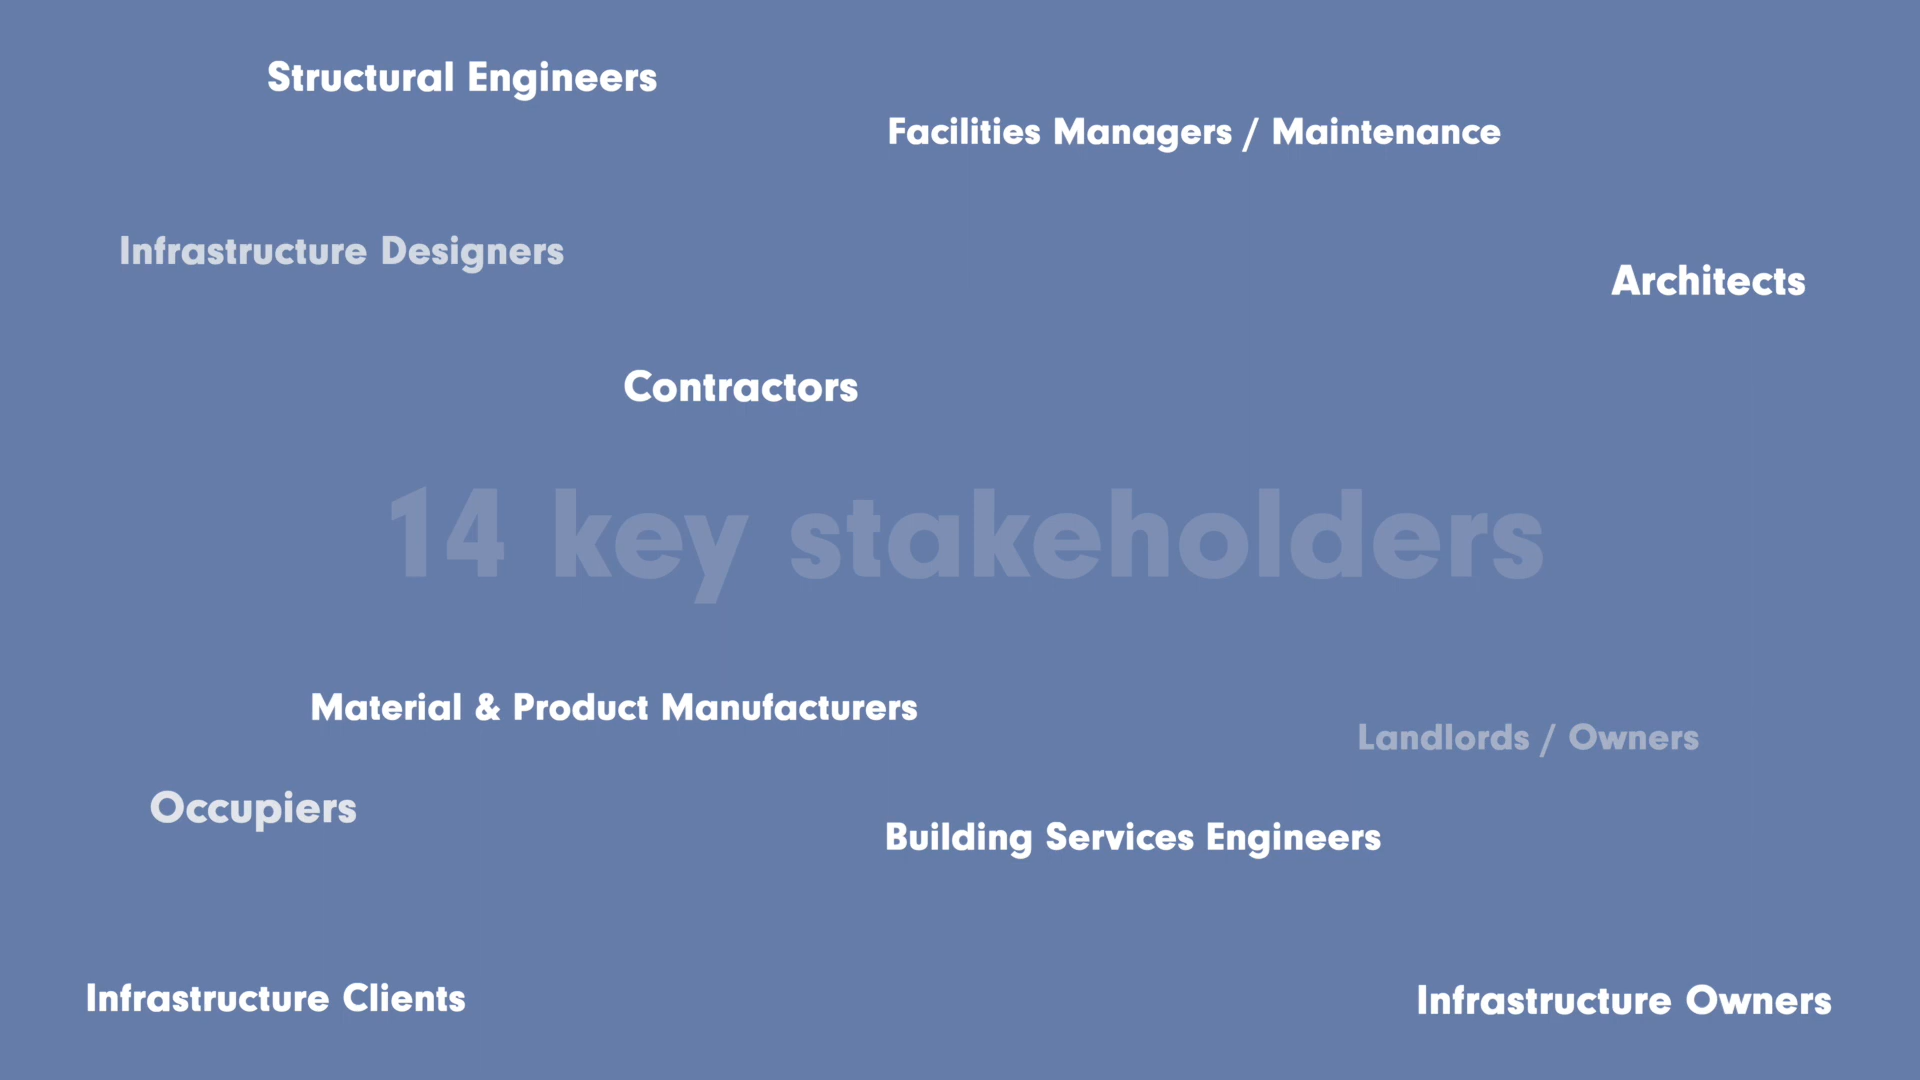 Structural Engineers
Facilities Managers / Maintenance
Infrastructure Designers
Architects
Contractors
14 key stakeholders
Material & Product Manufacturers
Landlords / Owners
Occupiers
Building Services Engineers
Infrastructure Clients
Infrastructure Owners